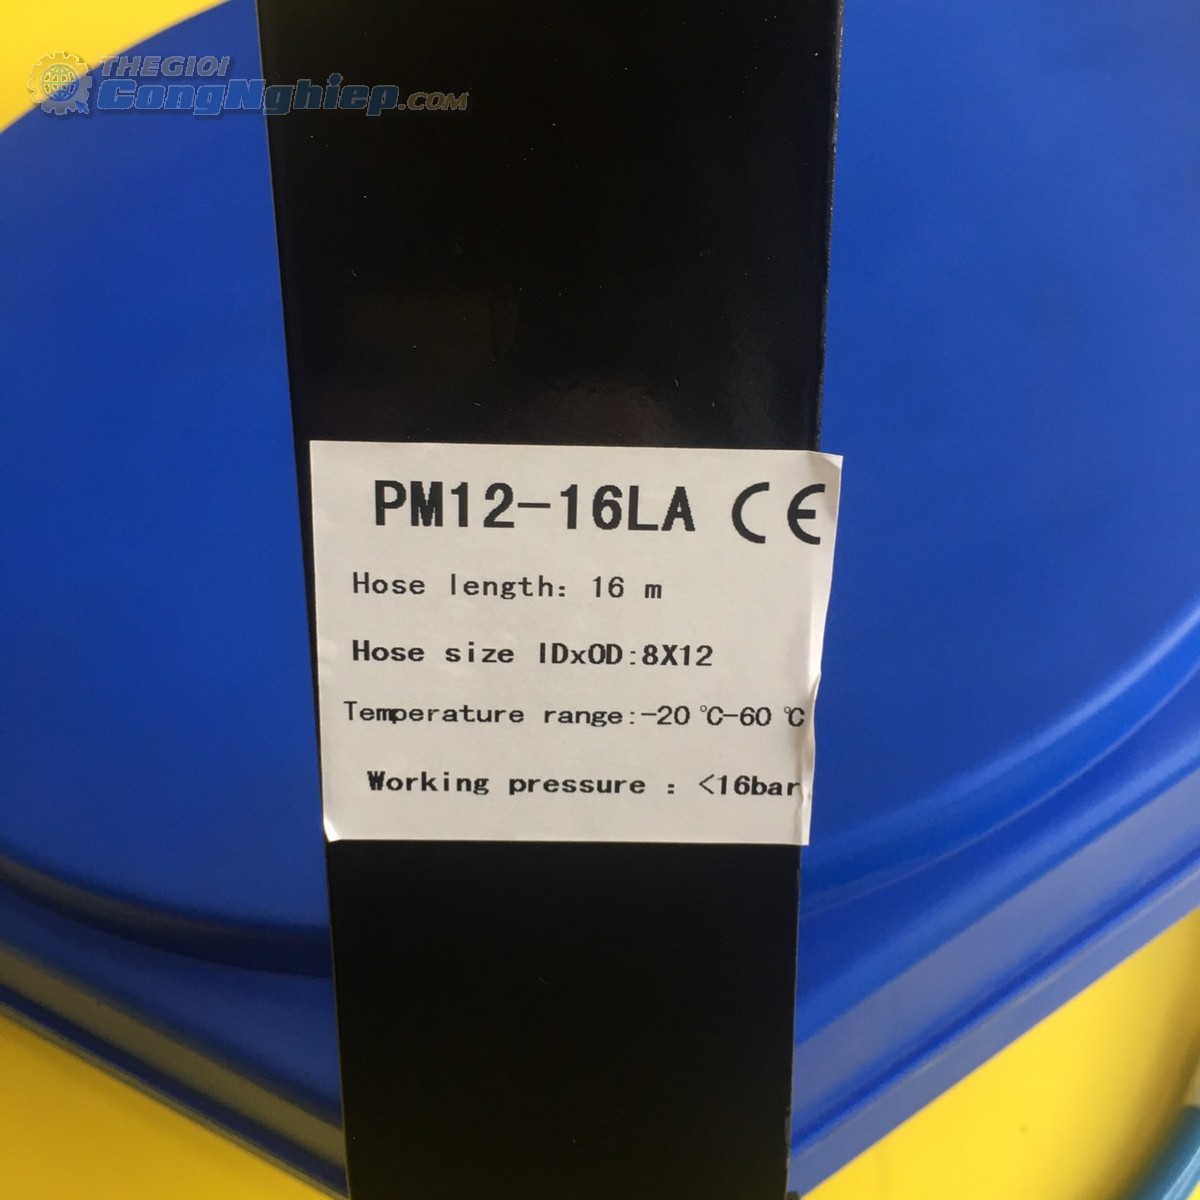 THEGIOI
CongNghiep.COM
PM12-16LA CE
Hose length: 16 m
Hose size IDxOD:8X12
Temperature range:-20 ℃-60 ℃
Working pressure : <16bar